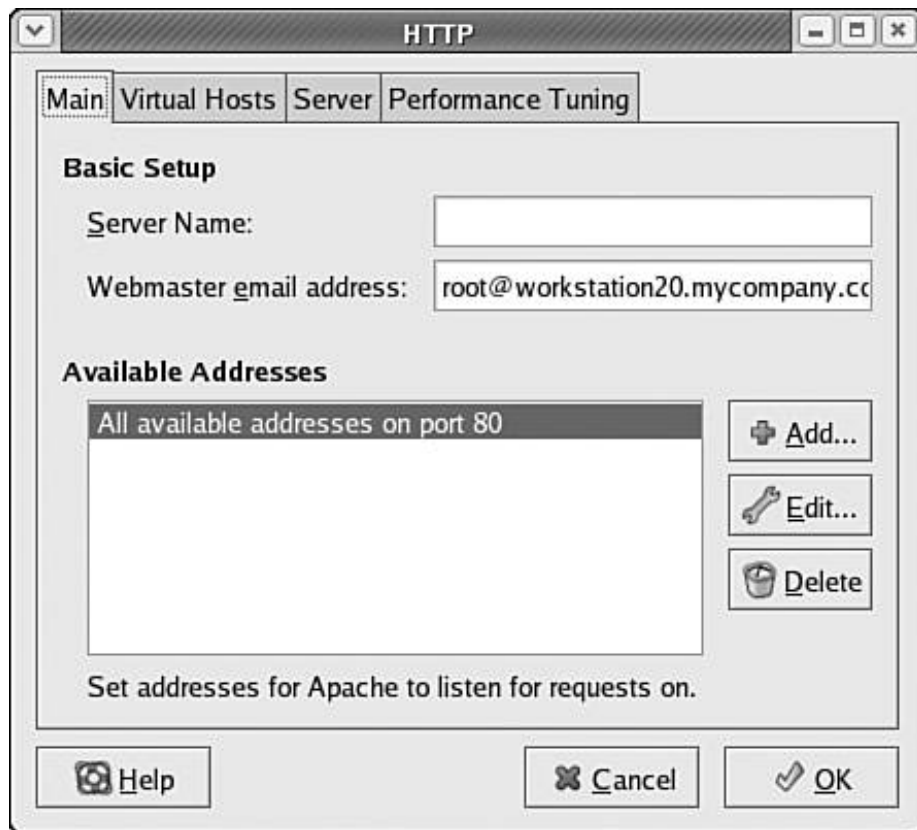 HTTP
Main Virtual Hosts Server Performance Tuning
Basic Setup
Server Name:
Webmaster email address: root@workstation20.mycompany.cc
Available Addresses
All available addresses on port 80
Add...
Edit...
Delete
Set addresses for Apache to listen for requests on.
Help Cancel OK